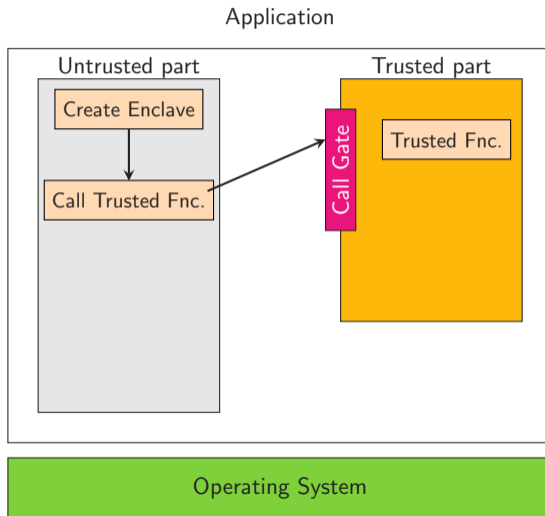 Application
Untrusted part
Trusted part
Create Enclave
Call Gate
Trusted Fnc.
Call Trusted Fnc.
Operating System